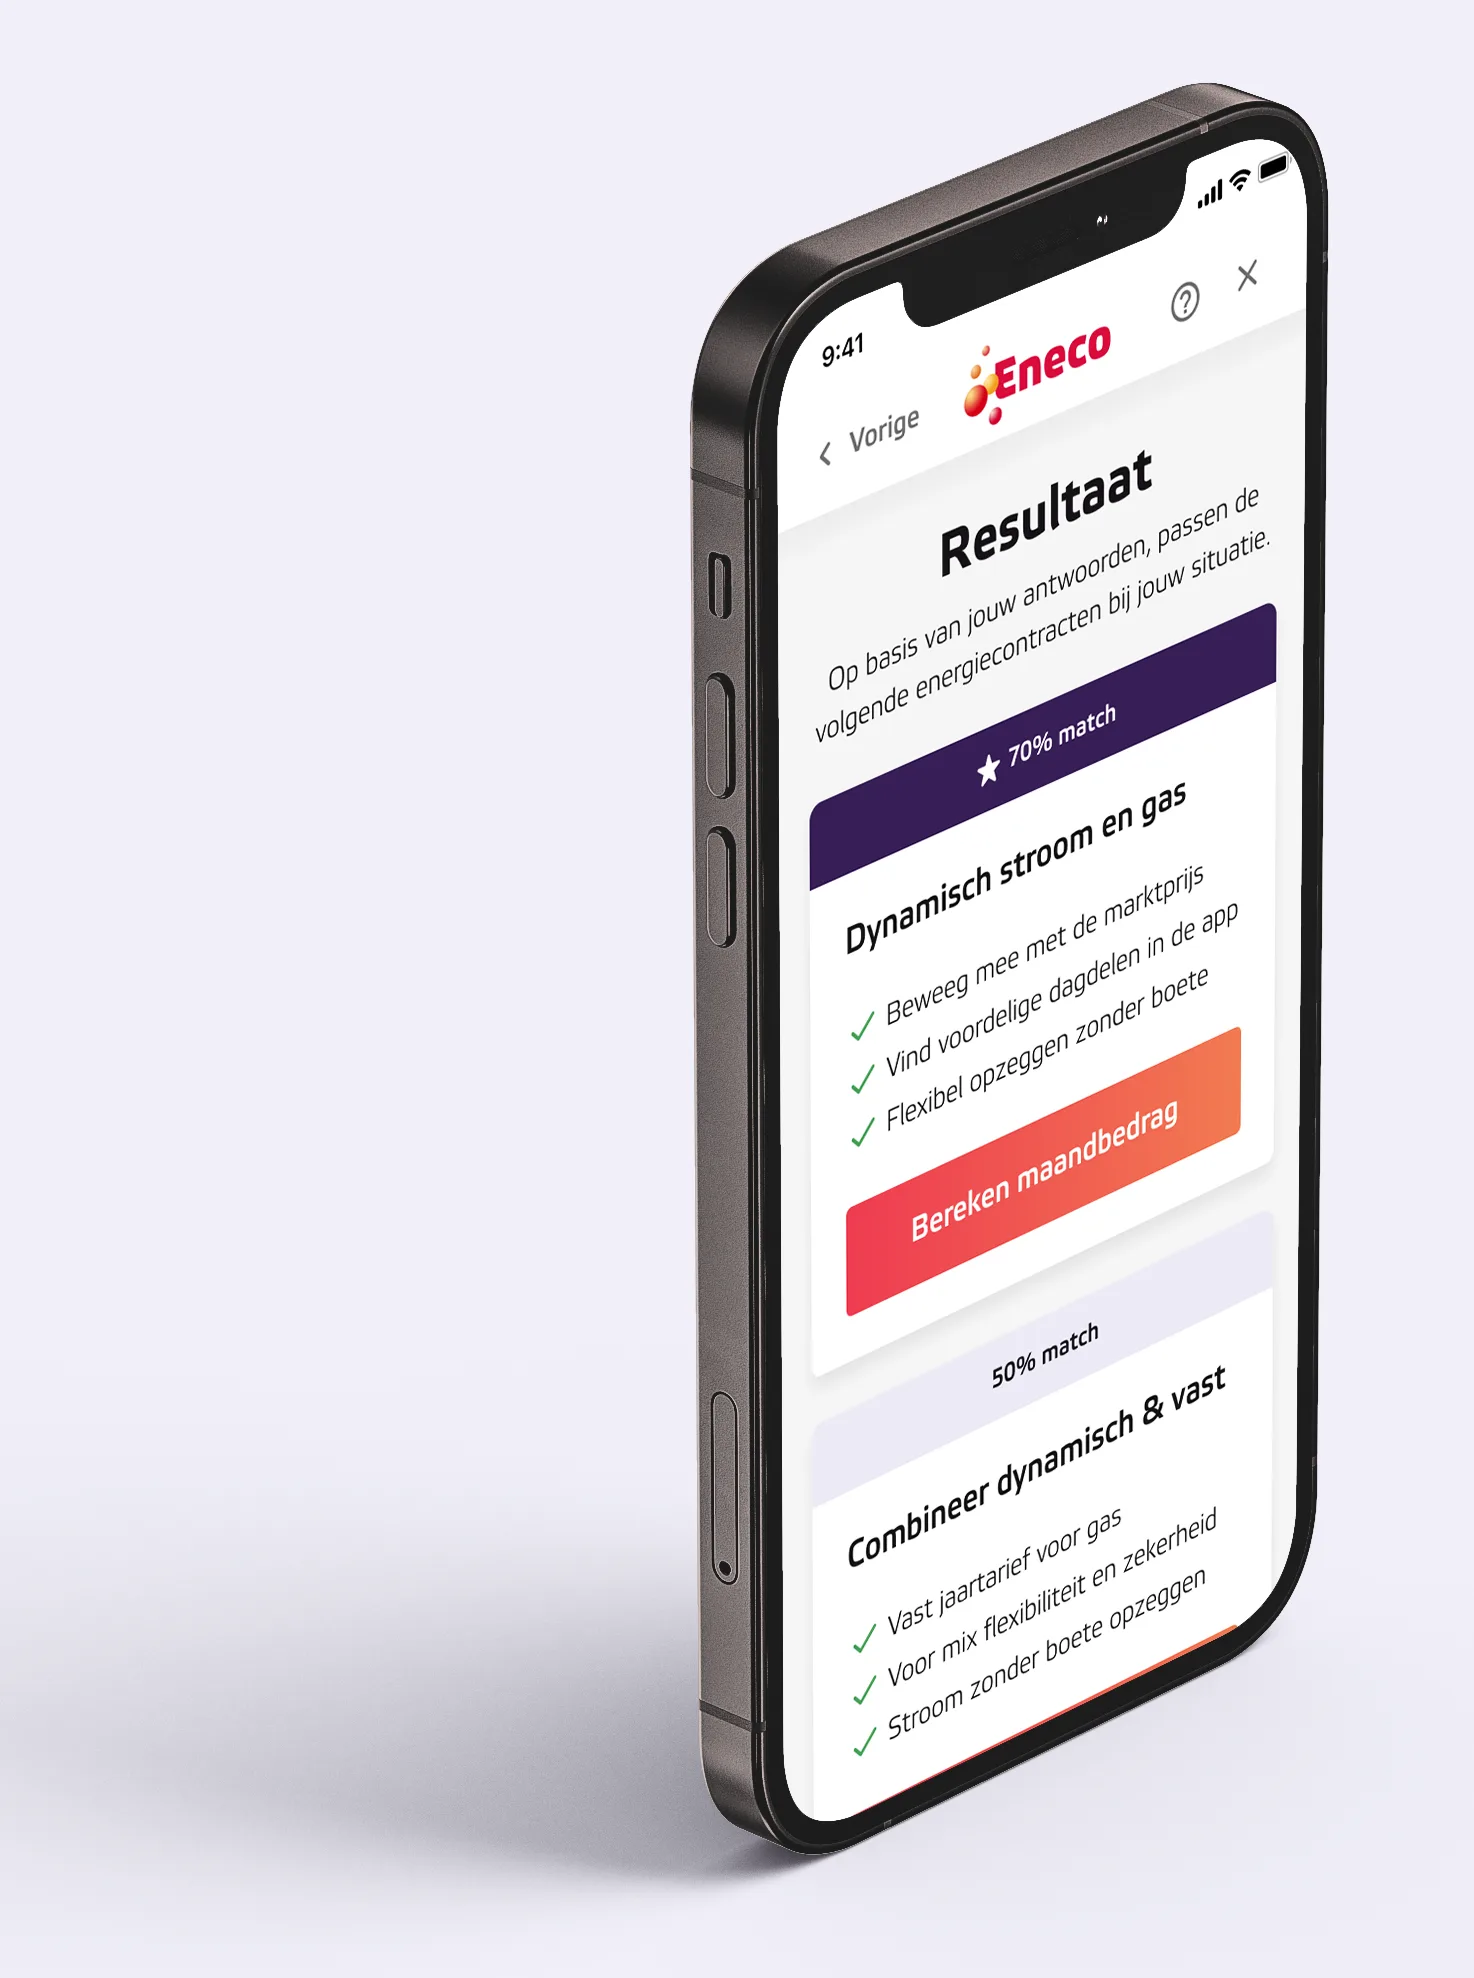 9:41
Eneco
Vorige
Resultaat
Op basis van jouw antwoorden, passen de
volgende energiecontracten bij jouw situatie.
70% match
Dynamisch stroom en gas
Beweeg mee met de marktprijs
Vind voordelige dagdelen in de app
Flexibel opzeggen zonder boete
Bereken maandbedrag
50% match
Combineer dynamisch & vast
Vast jaartarief voor gas
Voor mix flexibiliteit en zekerheid
Stroom zonder boete opzeggen